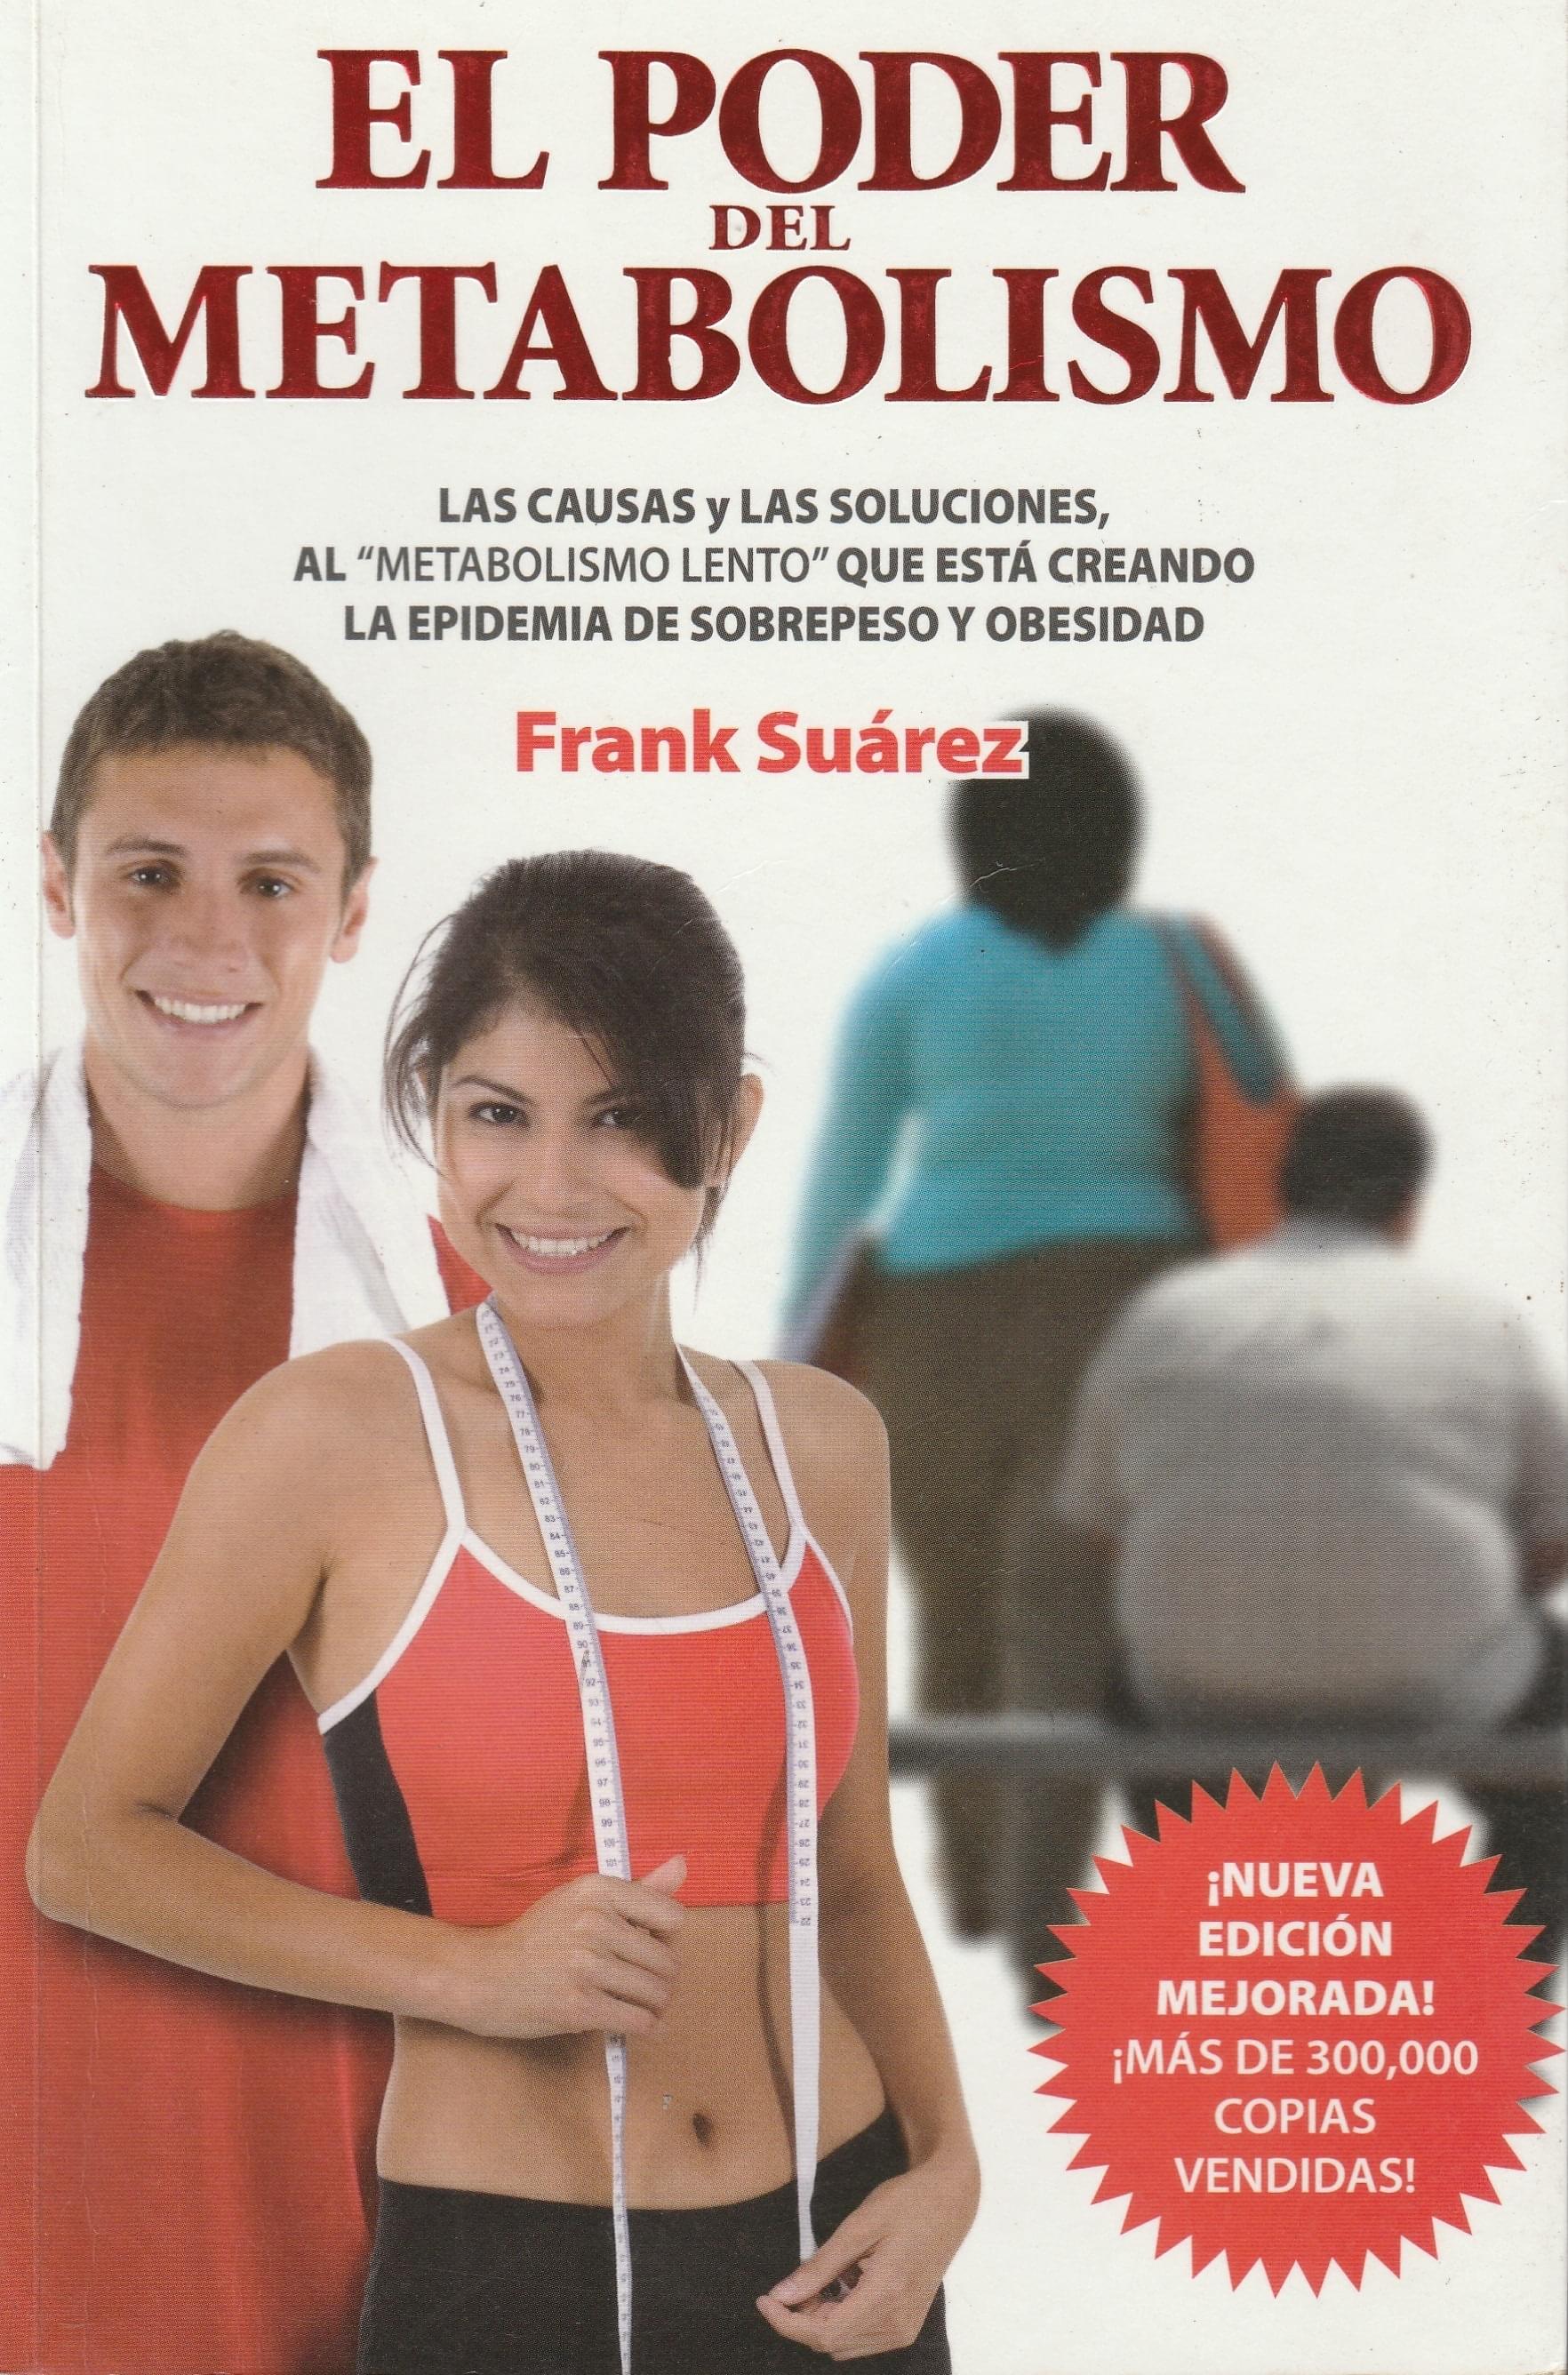 EL PODER
DEL
METABOLISMO
LAS CAUSAS y LAS SOLUCIONES,
AL “METABOLISMO LENTO” QUE ESTÁ CREANDO
LA EPIDEMIA DE SOBREPESO Y OBESIDAD
Frank Suárez
¡NUEVA
EDICIÓN
MEJORADA!
¡MÁS DE 300,000
COPIAS
VENDIDAS!